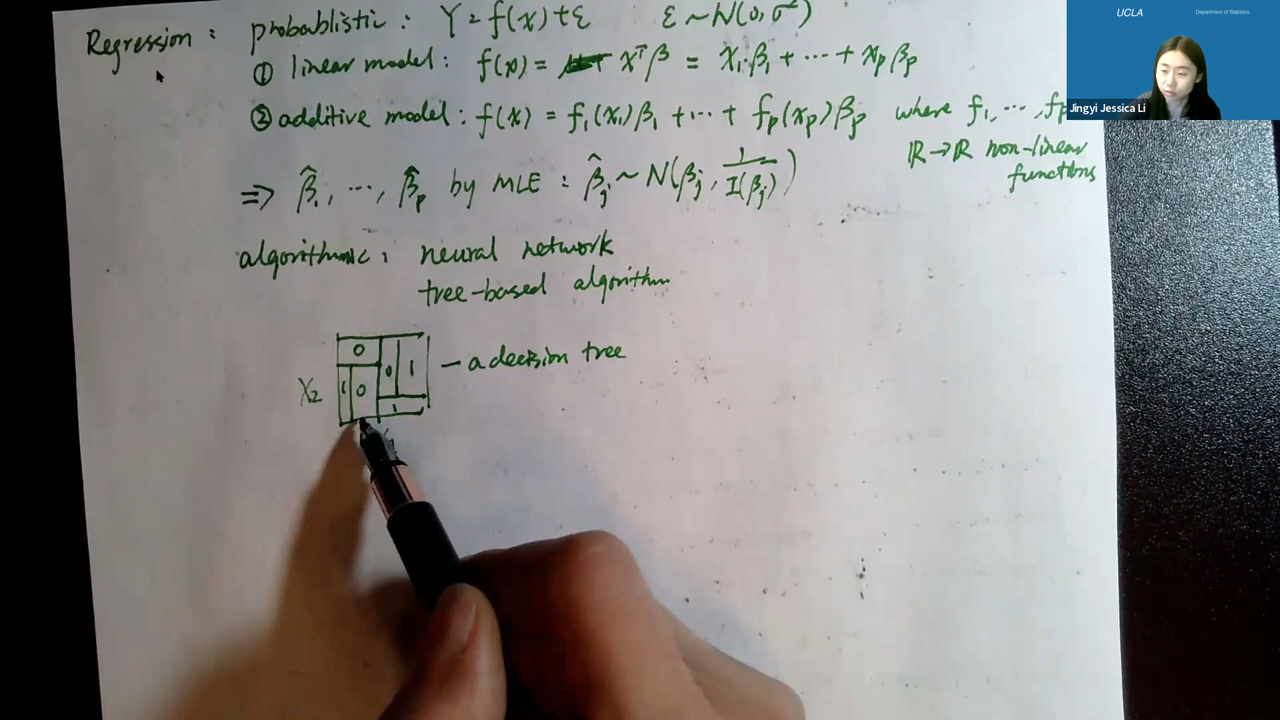 UCLA Department of Statistics
Jingyi Jessica Li
Regression: probablistic: Y = f(x) + ε ε ~ N(0, σ²)
① linear model: f(x) = xᵀβ = x₁β₁ + ⋯ + xₚβₚ
② additive model: f(x) = f₁(x₁)β₁ + ⋯ + fₚ(xₚ)βₚ where f₁, ⋯, fₚ
ℝ→ℝ non-linear
functions
⇒ β̂₁, ⋯, β̂ₚ by MLE: β̂ⱼ ~ N(βⱼ, 1/I(βⱼ))
algorithmic: neural network
tree-based algorithm
0
0 1 — a decision tree
X₂ 1 0
1